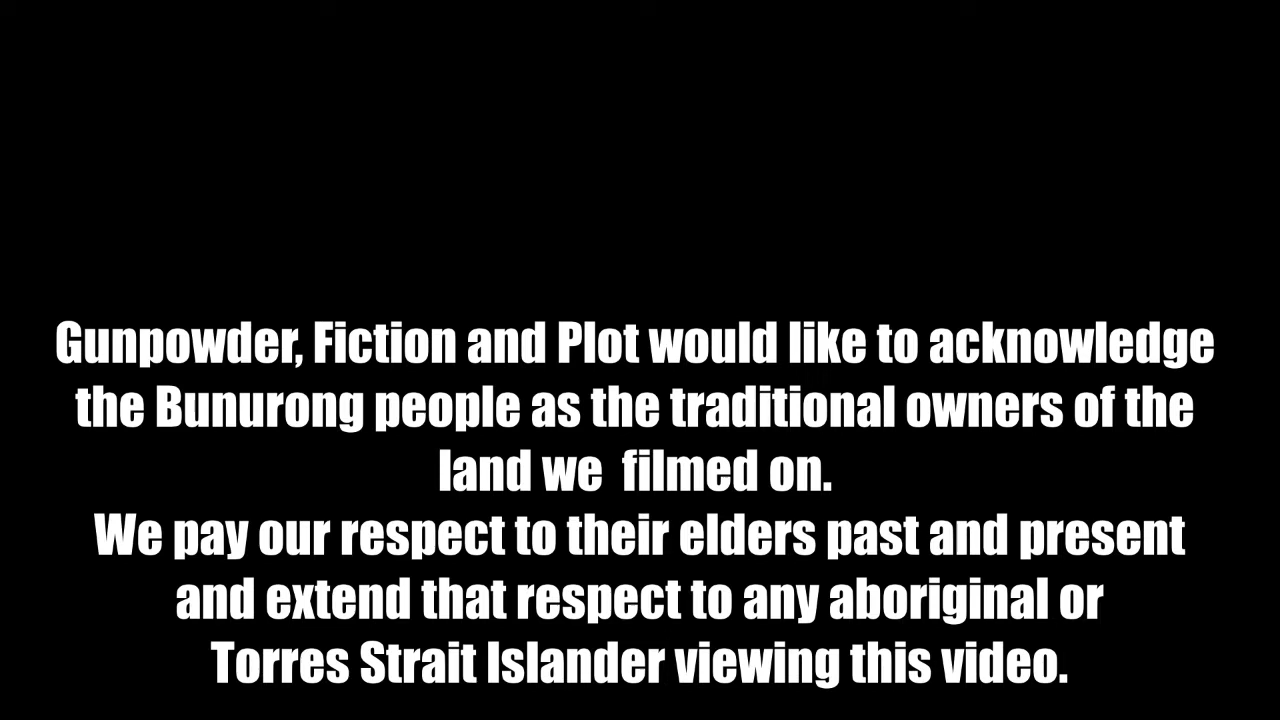 Gunpowder, Fiction and Plot would like to acknowledge
the Bunurong people as the traditional owners of the
land we  filmed on.
We pay our respect to their elders past and present
and extend that respect to any aboriginal or
Torres Strait Islander viewing this video.